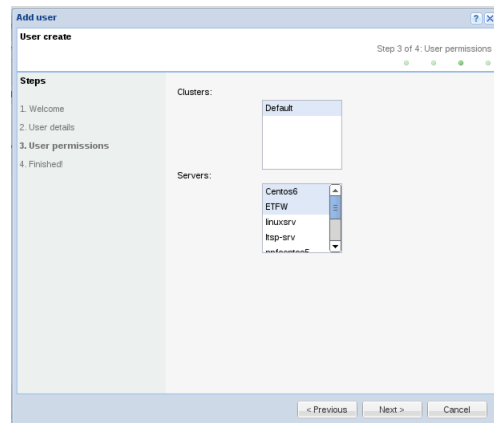 Add user
User create
Step 3 of 4: User permissions
Steps
1. Welcome
2. User details
3. User permissions
4. Finished!
Clusters:
Default
Servers:
Centos6
ETFW
linuxsrv
ltsp-srv
< Previous
Next >
Cancel